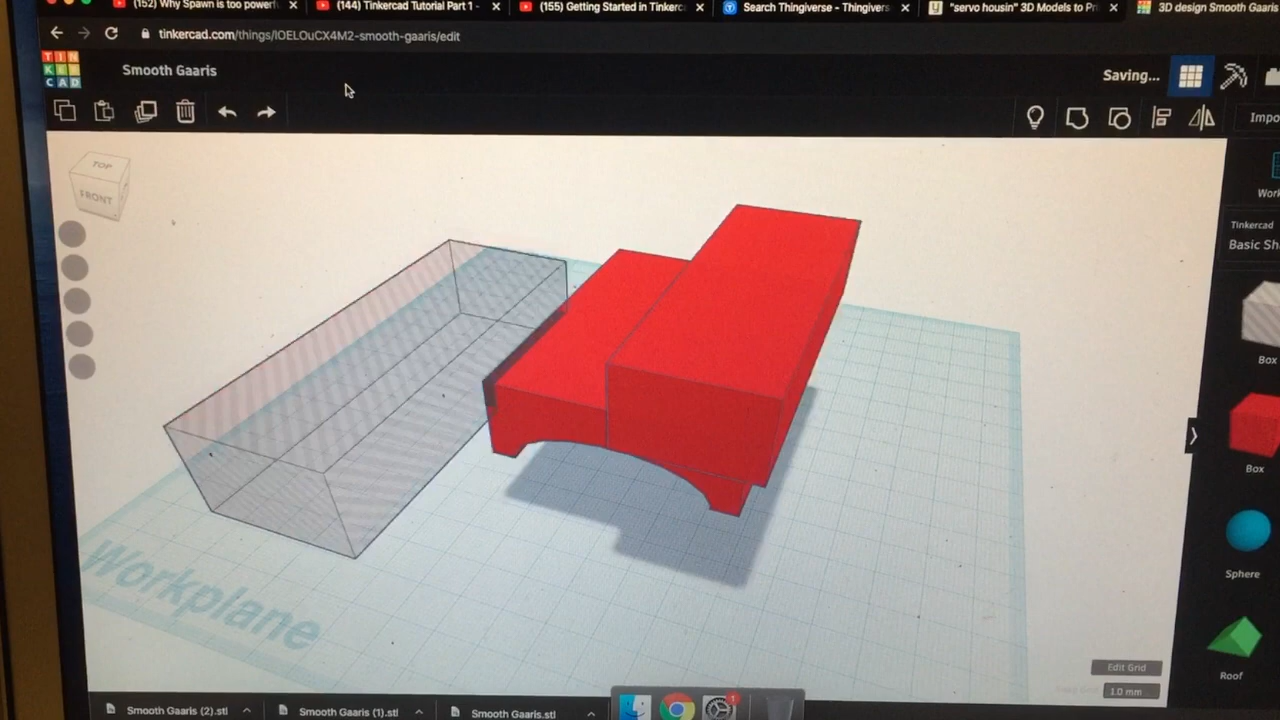 (152) Why Spawn is too powerf
(144) Tinkercad Tutorial Part 1 -
(155) Getting Started in Tinkerc
Search Thingiverse - Thingivers
"servo housin" 3D Models to Pri
3D design Smooth Gaaris
tinkercad.com/things/lOELOuCX4M2-smooth-gaaris/edit
TIN
KER
CAD
Smooth Gaaris
Saving...
Impo
TOP
FRONT
Work
Tinkercad
Basic Sh
Box
Box
Sphere
Roof
Workplane
Edit Grid
1.0 mm
Smooth Gaaris (2).stl
Smooth Gaaris (1).stl
Smooth Gaaris.stl
1